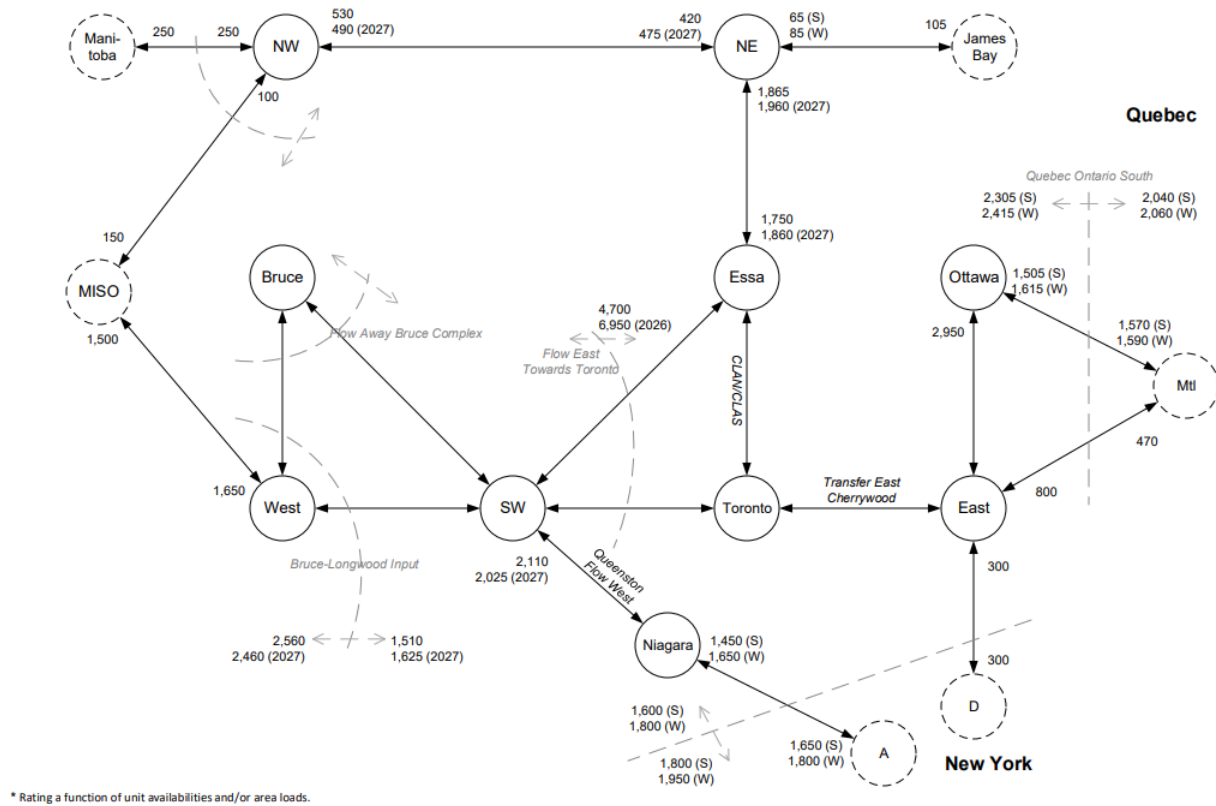 530
420
65 (S)
Mani-
toba
250
250
NW
490 (2027)
475 (2027)
NE
85 (W)
105
James
Bay
100
1,865
1,960 (2027)
Quebec
Quebec Ontario South
2,305 (S)
2,415 (W)
2,040 (S)
2,060 (W)
150
1,750
1,860 (2027)
MISO
1,500
Bruce
Essa
Ottawa
1,505 (S)
1,615 (W)
4,700
6,950 (2026)
Flow Away Bruce Complex
Flow East
Towards Toronto
2,950
1,570 (S)
1,590 (W)
CLAN/CLAS
Mtl
470
1,650
West
SW
Toronto
Transfer East
Cherrywood
East
800
Bruce-Longwood Input
2,110
2,025 (2027)
Queenston
Flow West
300
2,560
2,460 (2027)
1,510
1,625 (2027)
Niagara
1,450 (S)
1,650 (W)
300
1,600 (S)
1,800 (W)
D
1,800 (S)
1,950 (W)
1,650 (S)
1,800 (W)
A
New York
* Rating a function of unit availabilities and/or area loads.